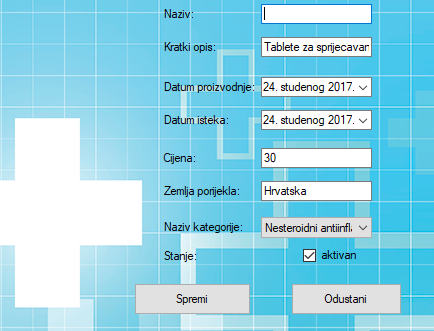 Naziv:
Kratki opis: Tablete za sprijecavan
Datum proizvodnje: 24. studenog 2017.
Datum isteka: 24. studenog 2017.
Cijena: 30
Zemlja porijekla: Hrvatska
Naziv kategorije: Nesteroidni antiinfl
Stanje: aktivan
Spremi Odustani